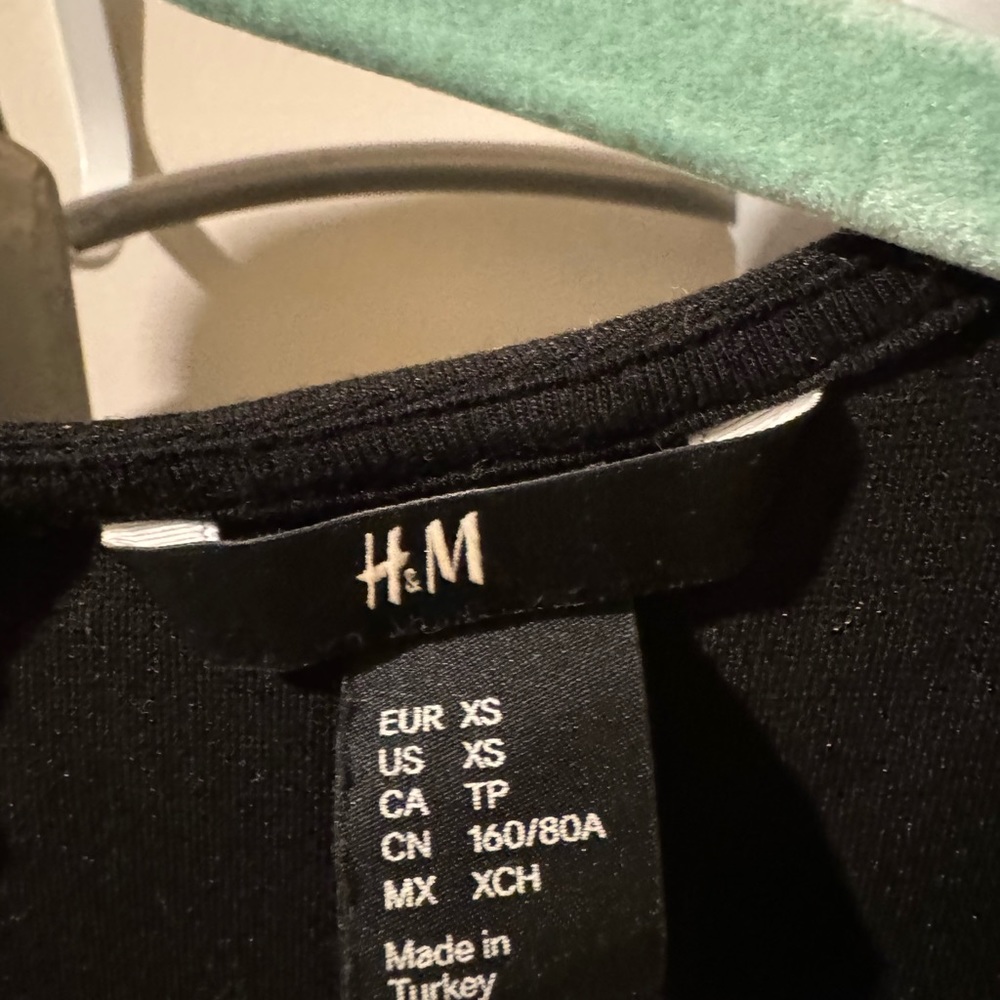 H&M
EUR XS
US XS
CA TP
CN 160/80A
MX XCH
Made in
Turkey